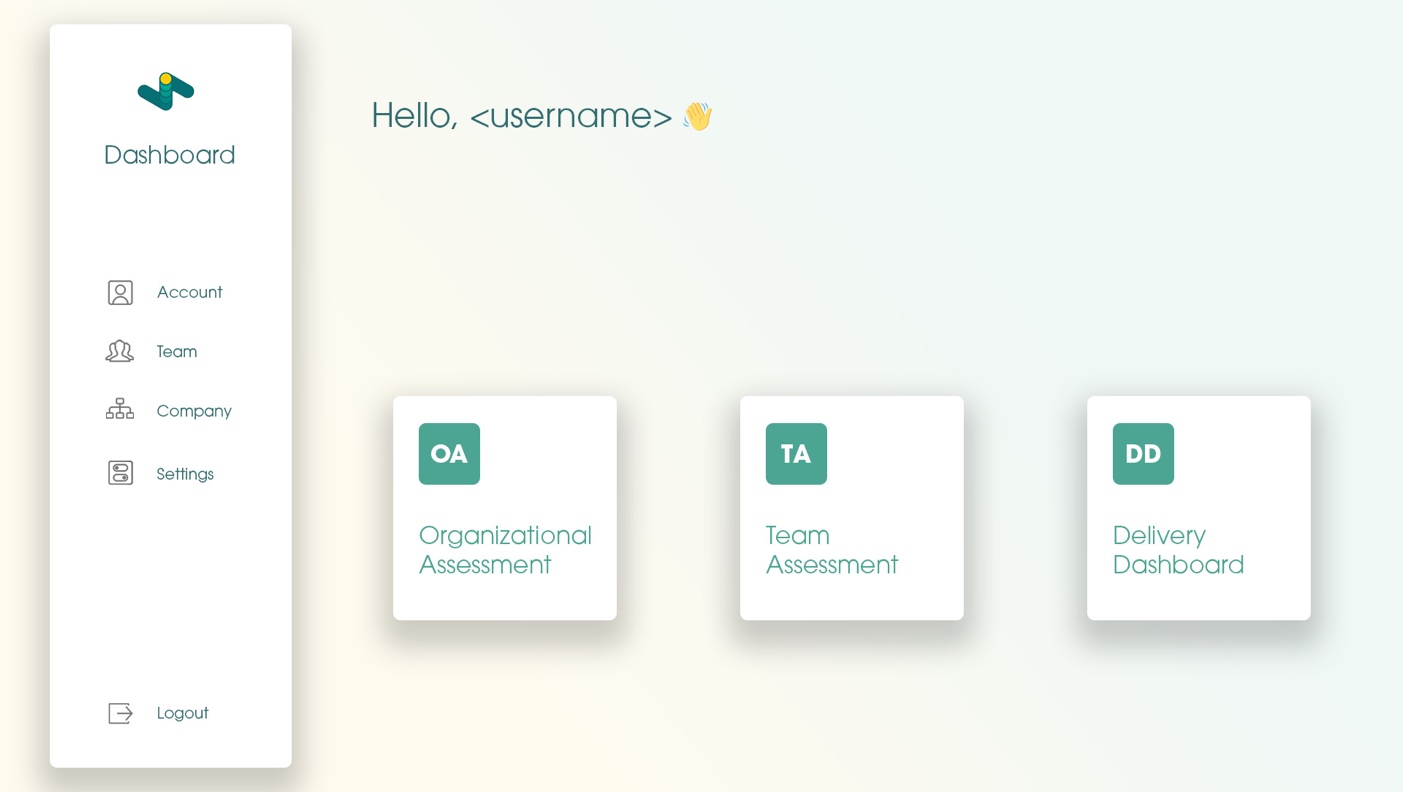 Dashboard
Account
Team
Company
Settings
Logout
Hello, <username> 👋
OA
Organizational
Assessment
TA
Team
Assessment
DD
Delivery
Dashboard